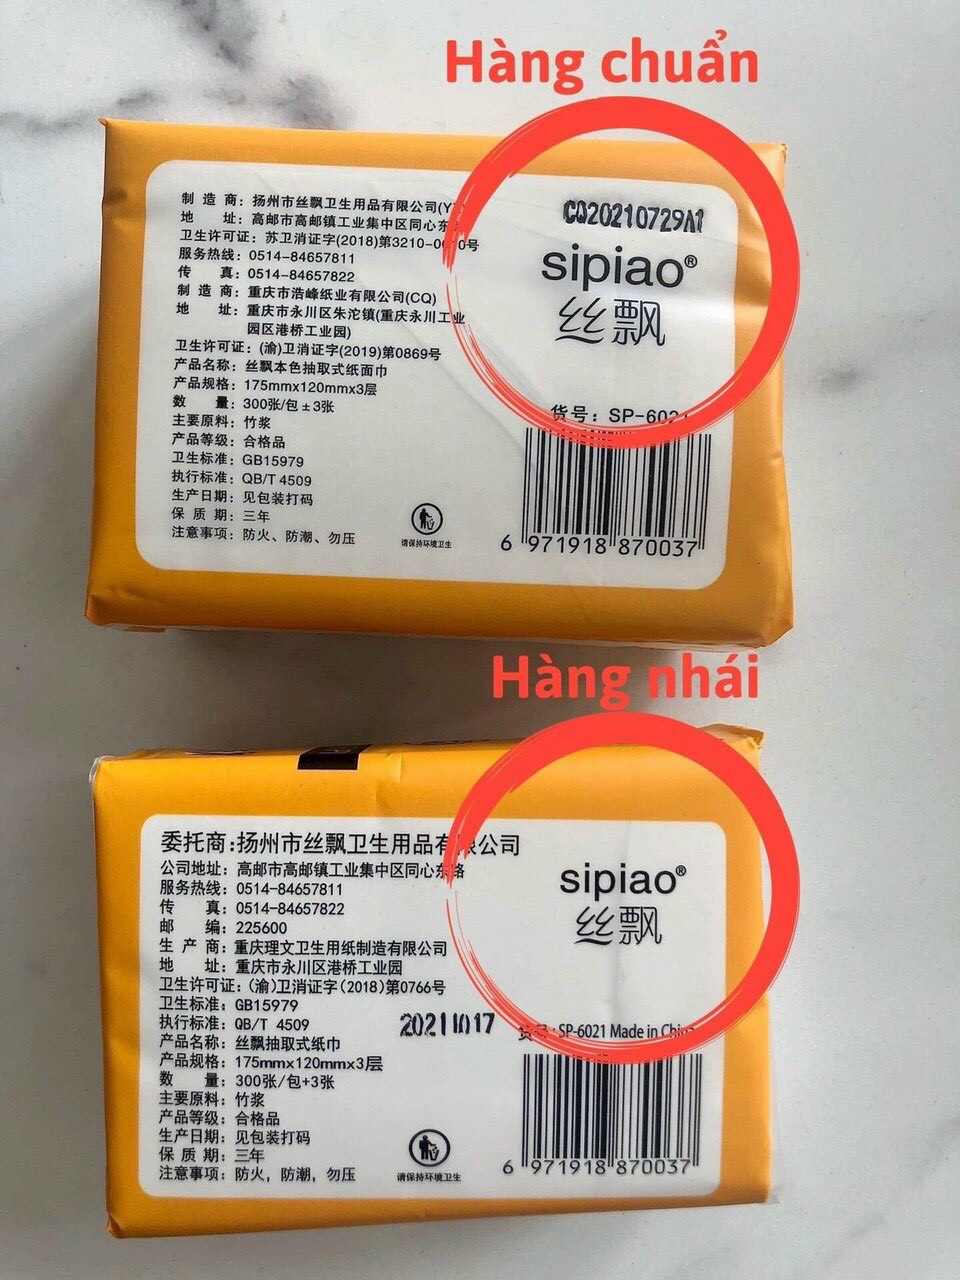 Hàng chuẩn
制造商：扬州市丝飘卫生用品有限公司
地址：高邮市高邮镇工业集中区同心东
卫生许可证：苏卫消证字(2018)第3210-
服务热线：0514-84657811
传真：0514-84657822
制造商：重庆市浩峰纸业有限公司(CQ)
地址：重庆市永川区朱沱镇(重庆永川工业
园区港桥工业园)
卫生许可证：(渝)卫消证字(2019)第0869号
产品名称：丝飘本色抽取式纸面巾
产品规格：175mmx120mmx3层
数量：300张/包±3张
主要原料：竹浆
产品等级：合格品
卫生标准：GB15979
执行标准：QB/T 4509
生产日期：见包装打码
保质期：三年
注意事项：防火、防潮、勿压
请保持环境卫生
CQ20210729A1
sipiao®
丝飘
货号：SP-6021
6 971918 870037
Hàng nhái
委托商：扬州市丝飘卫生用品有限公司
公司地址：高邮市高邮镇工业集中区同心东路
服务热线：0514-84657811
传真：0514-84657822
邮编：225600
生产商：重庆理文卫生用纸制造有限公司
地址：重庆市永川区港桥工业园
卫生许可证：(渝)卫消证字(2018)第0766号
卫生标准：GB15979
执行标准：QB/T 4509
产品名称：丝飘抽取式纸巾
产品规格：175mmx120mmx3层
数量：300张/包+3张
主要原料：竹浆
产品等级：合格品
生产日期：见包装打码
保质期：三年
注意事项：防火，防潮，勿压
20211017
请保持环境卫生
sipiao®
丝飘
货号：SP-6021 Made in China
6 971918 870037